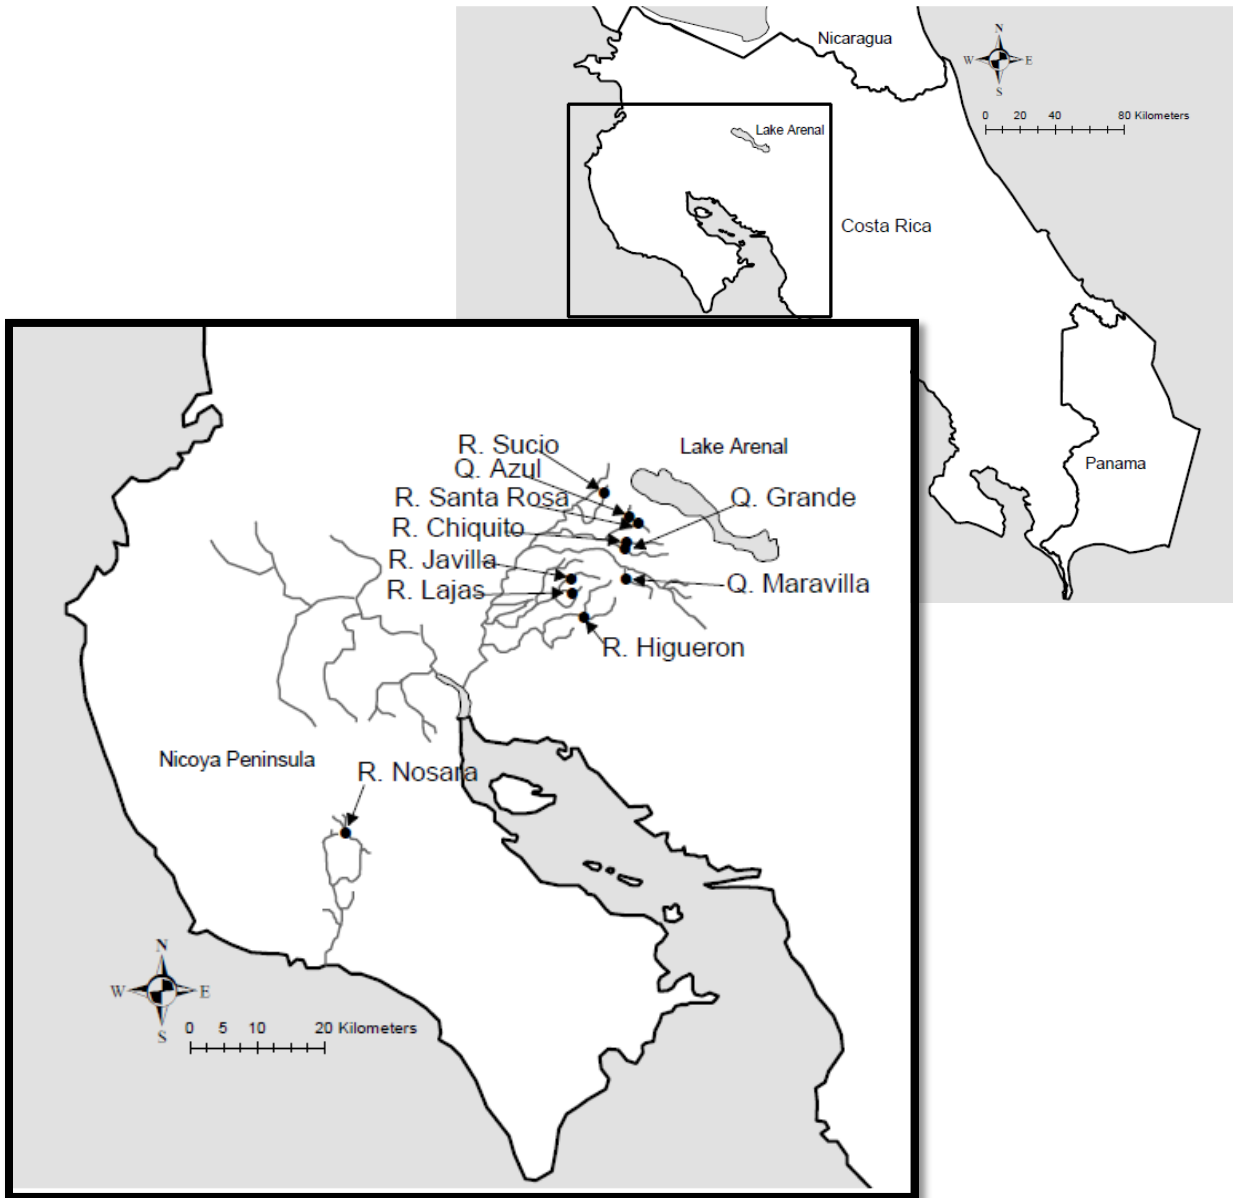 Nicaragua
N
W E
S
0 20 40 80 Kilometers
Lake Arenal
Costa Rica
Panama
R. Sucio
Lake Arenal
Q. Azul
R. Santa Rosa
Q. Grande
R. Chiquito
R. Javilla
Q. Maravilla
R. Lajas
R. Higueron
Nicoya Peninsula
R. Nosara
N
W E
S
0 5 10 20 Kilometers